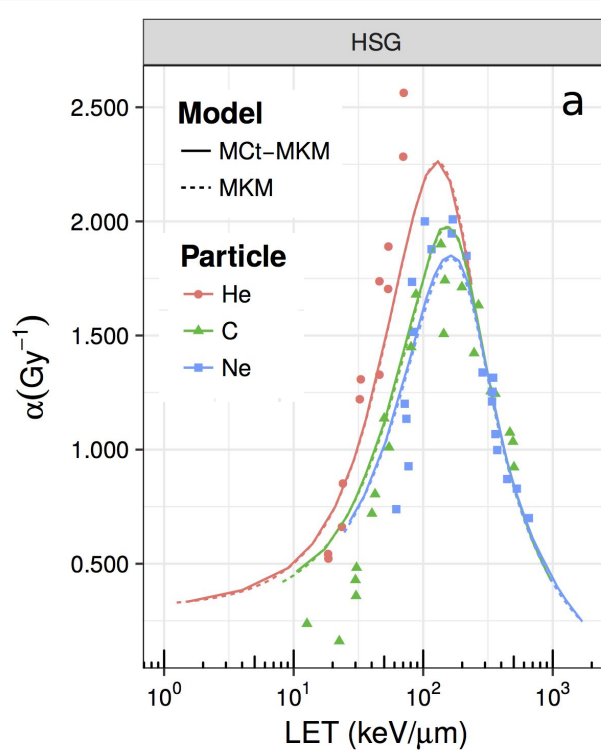 HSG
a
Model
MCt−MKM
MKM
Particle
He
C
Ne
2.500
2.000
1.500
1.000
0.500
α(Gy⁻¹)
10⁰ 10¹ 10² 10³
LET (keV/μm)